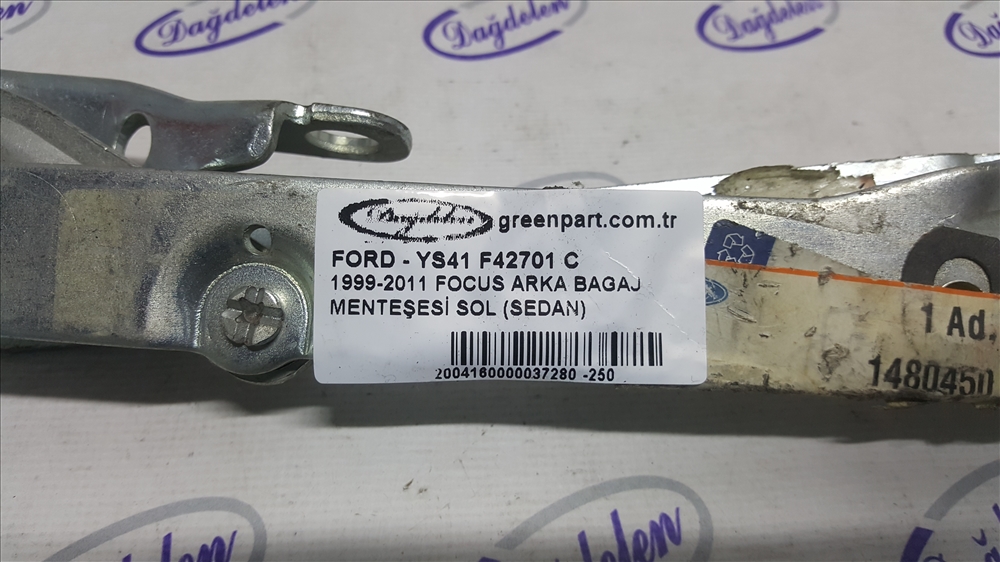 Dağdelen
Dağdelen
Dağdelen
Dağdelen
Dağdelen greenpart.com.tr
FORD - YS41 F42701 C
1999-2011 FOCUS ARKA BAGAJ
MENTEŞESİ SOL (SEDAN)
2004160000037280 -250
1 Ad.
1480450
Dağdelen
Dağdelen